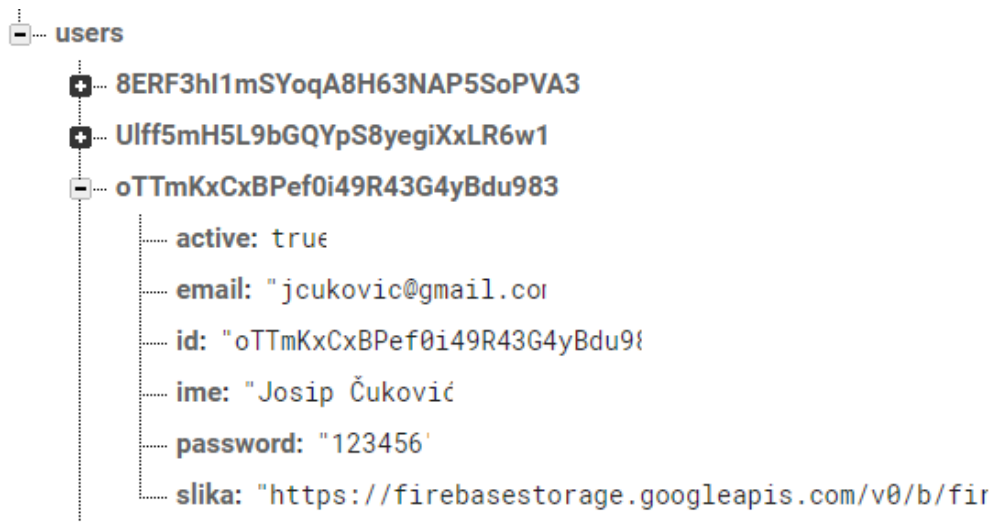 users
8ERF3hI1mSYoqA8H63NAP5SoPVA3
Ulff5mH5L9bGQYpS8yegiXxLR6w1
oTTmKxCxBPef0i49R43G4yBdu983
active: true
email: "jcukovic@gmail.com
id: "oTTmKxCxBPef0i49R43G4yBdu98
ime: "Josip Čuković
password: "123456"
slika: "https://firebasestorage.googleapis.com/v0/b/fir